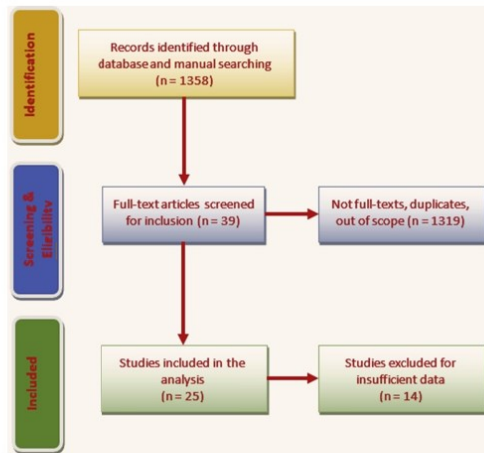 Identification
Records identified through
database and manual searching
(n = 1358)
Screening &
Eligibility
Full-text articles screened
for inclusion (n = 39)
Not full-texts, duplicates,
out of scope (n = 1319)
Included
Studies included in the
analysis
(n = 25)
Studies excluded for
insufficient data
(n = 14)